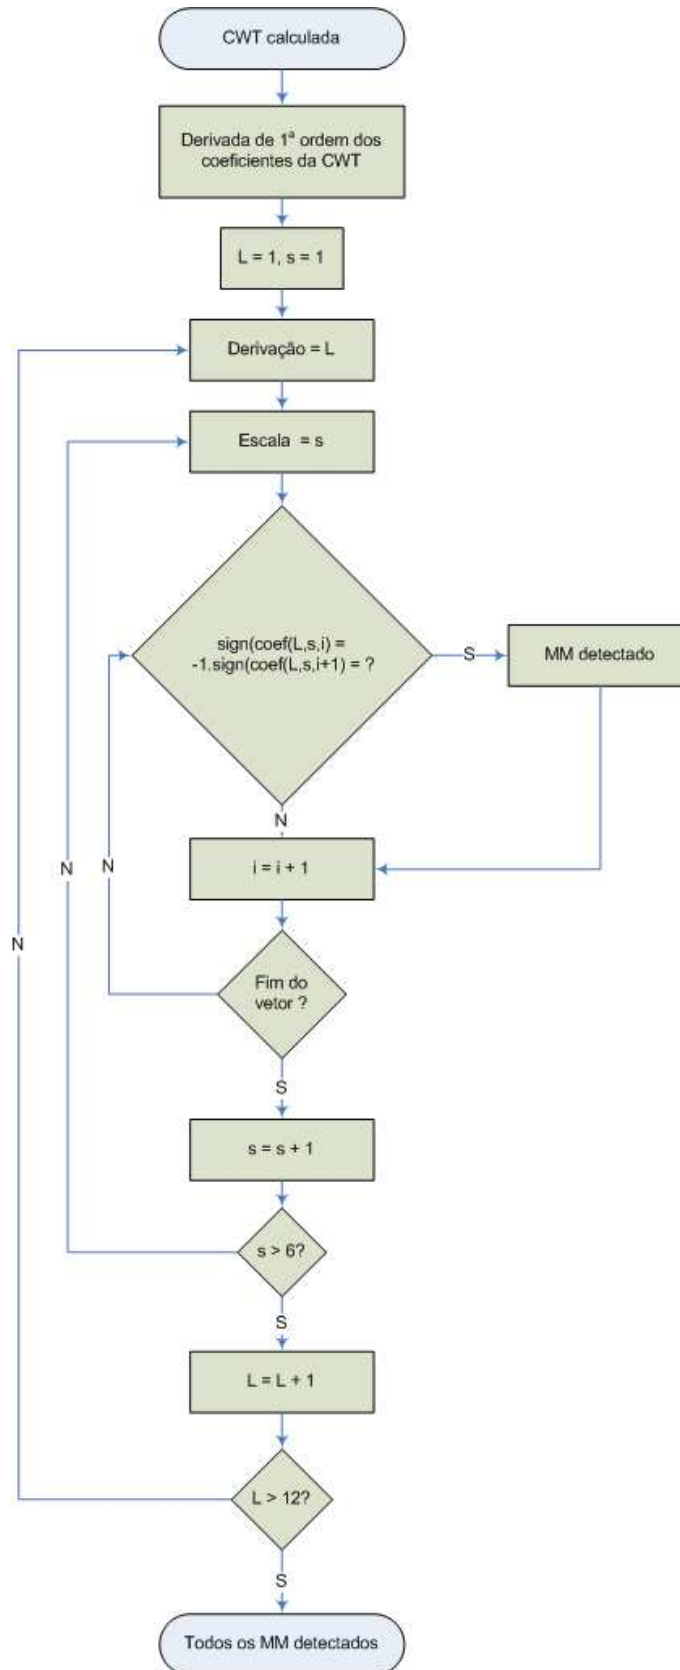 CWT calculada
Derivada de 1ª ordem dos
coeficientes da CWT
L = 1, s = 1
Derivação = L
Escala = s
sign(coef(L,s,i) =
-1.sign(coef(L,s,i+1) = ?
S
MM detectado
N
i = i + 1
N
N
Fim do
vetor ?
N
S
s = s + 1
s > 6?
S
L = L + 1
L > 12?
S
Todos os MM detectados